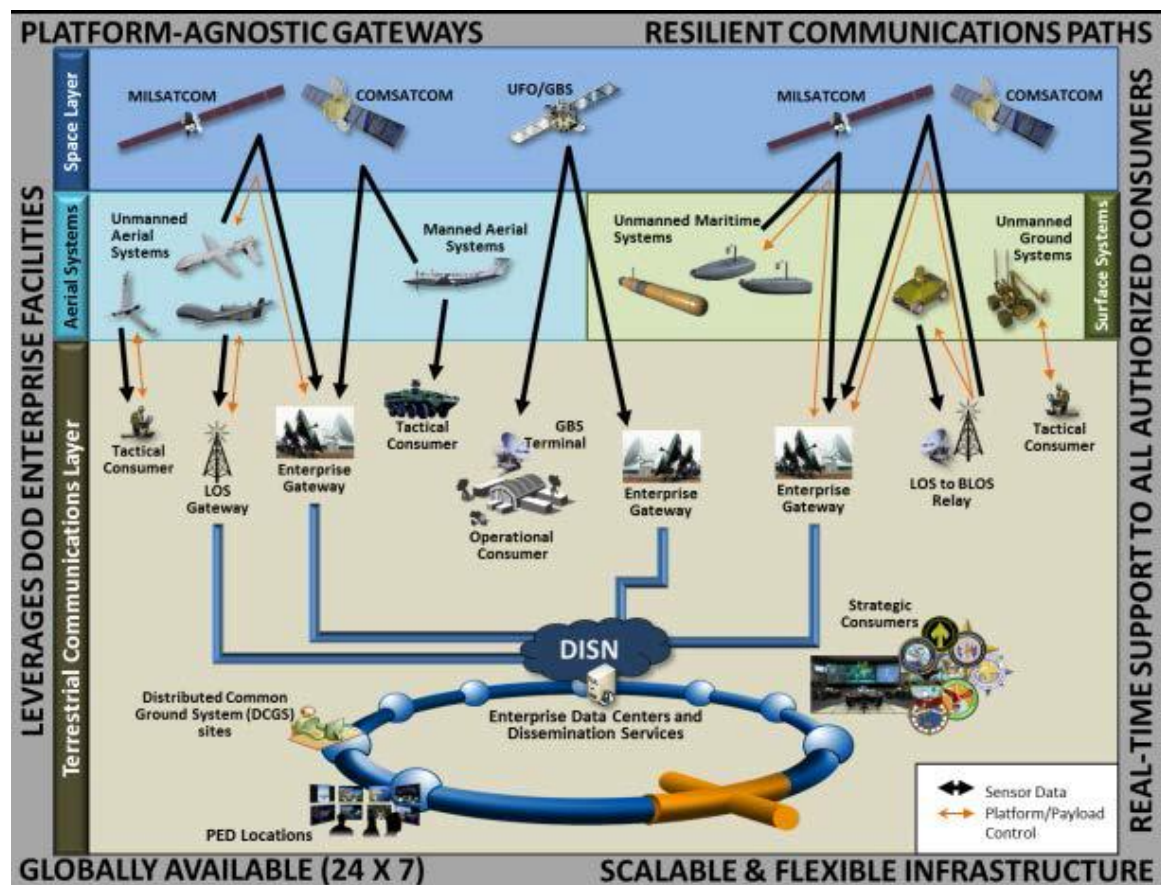 PLATFORM-AGNOSTIC GATEWAYS
RESILIENT COMMUNICATIONS PATHS
LEVERAGES DOD ENTERPRISE FACILITIES
REAL-TIME SUPPORT TO ALL AUTHORIZED CONSUMERS
Space Layer
MILSATCOM
COMSATCOM
UFO/GBS
MILSATCOM
COMSATCOM
Aerial Systems
Unmanned
Aerial
Systems
Manned Aerial
Systems
Unmanned Maritime
Systems
Unmanned
Ground
Systems
Surface Systems
Terrestrial Communications Layer
Tactical
Consumer
LOS
Gateway
Enterprise
Gateway
Tactical
Consumer
GBS
Terminal
Operational
Consumer
Enterprise
Gateway
Enterprise
Gateway
LOS to BLOS
Relay
Tactical
Consumer
DISN
Strategic
Consumers
Distributed Common
Ground System (DCGS)
sites
Enterprise Data Centers and
Dissemination Services
PED Locations
Sensor Data
Platform/Payload
Control
GLOBALLY AVAILABLE (24 X 7)
SCALABLE & FLEXIBLE INFRASTRUCTURE